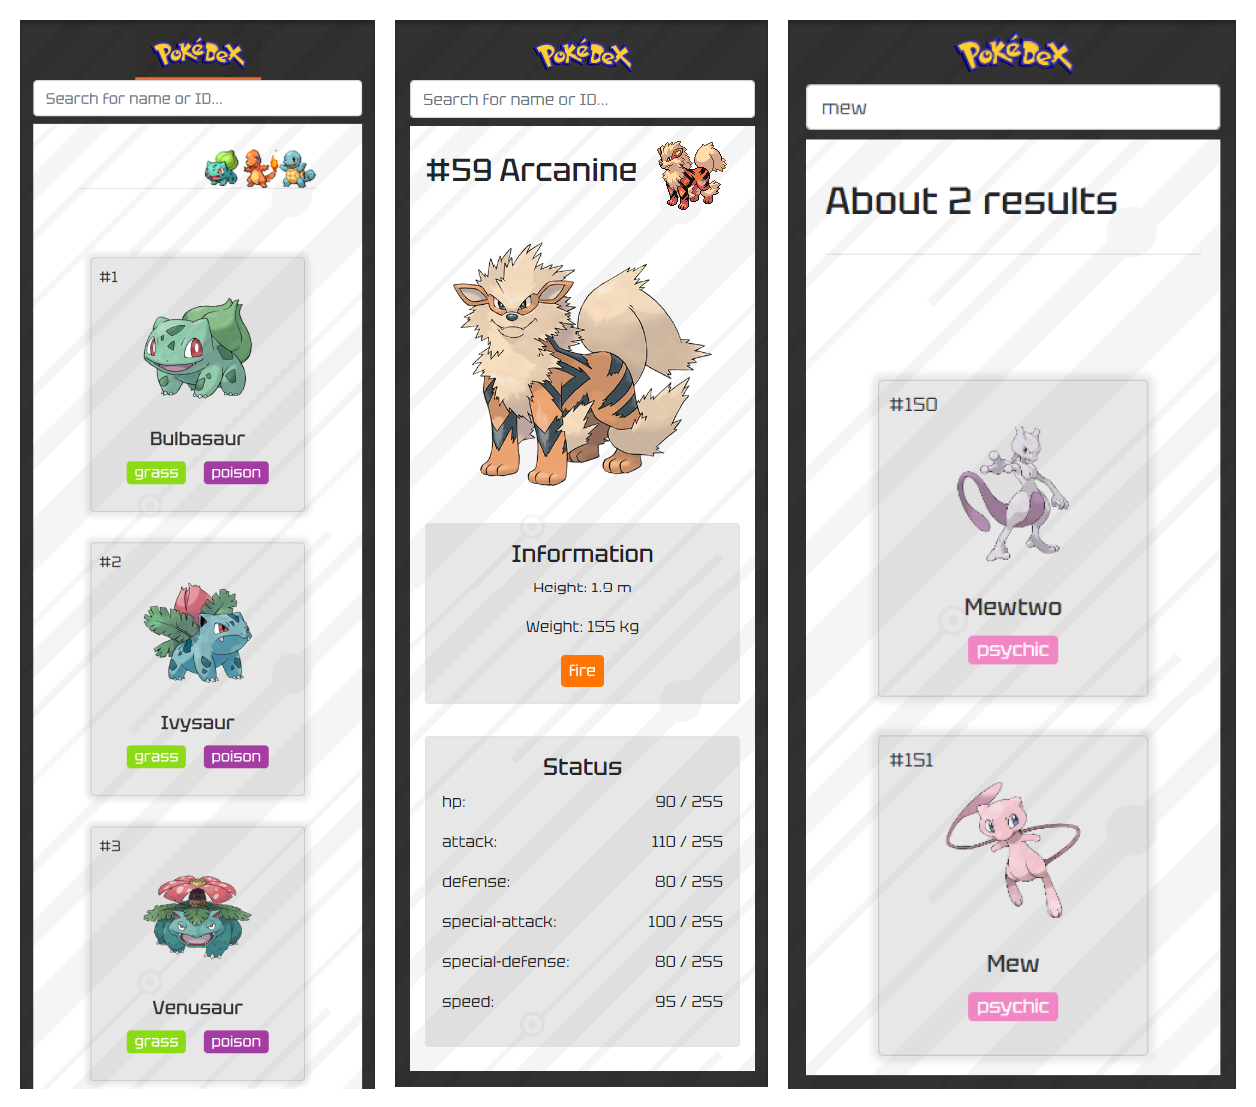 PokéDex
Search for name or ID...
#1
Bulbasaur
grass poison
#2
Ivysaur
grass poison
#3
Venusaur
grass poison
PokéDex
Search for name or ID...
#59 Arcanine
Information
Height: 1.9 m
Weight: 155 kg
fire
Status
hp: 90 / 255
attack: 110 / 255
defense: 80 / 255
special-attack: 100 / 255
special-defense: 80 / 255
speed: 95 / 255
PokéDex
mew
About 2 results
#150
Mewtwo
psychic
#151
Mew
psychic